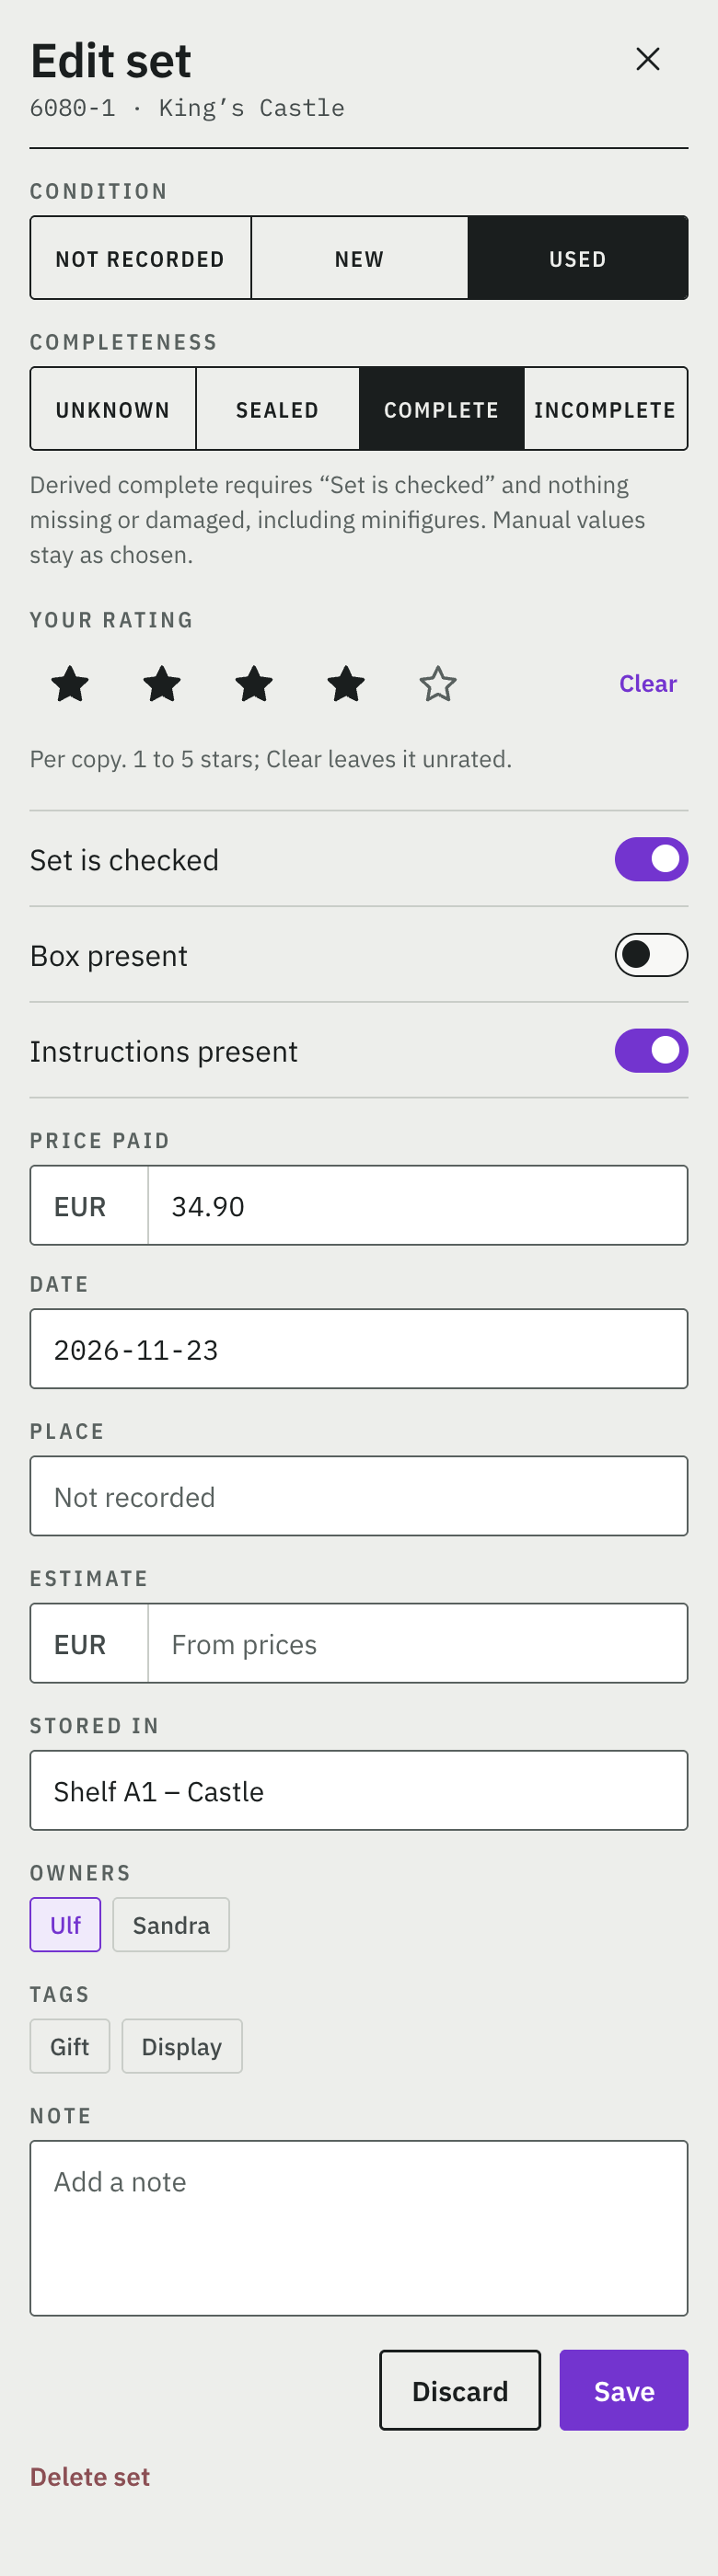 Edit set
6080-1 · King’s Castle
CONDITION
NOT RECORDED
NEW
USED
COMPLETENESS
UNKNOWN
SEALED
COMPLETE
INCOMPLETE
Derived complete requires “Set is checked” and nothing
missing or damaged, including minifigures. Manual values
stay as chosen.
YOUR RATING
Clear
Per copy. 1 to 5 stars; Clear leaves it unrated.
Set is checked
Box present
Instructions present
PRICE PAID
EUR
34.90
DATE
2026-11-23
PLACE
Not recorded
ESTIMATE
EUR
From prices
STORED IN
Shelf A1 – Castle
OWNERS
Ulf
Sandra
TAGS
Gift
Display
NOTE
Add a note
Discard
Save
Delete set